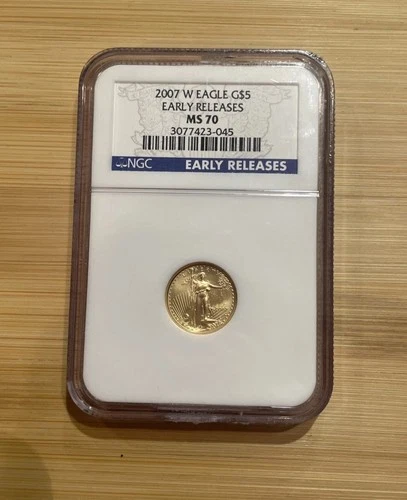 2007 W EAGLE G$5
EARLY RELEASES
MS 70
3077423-045
NGC EARLY RELEASES